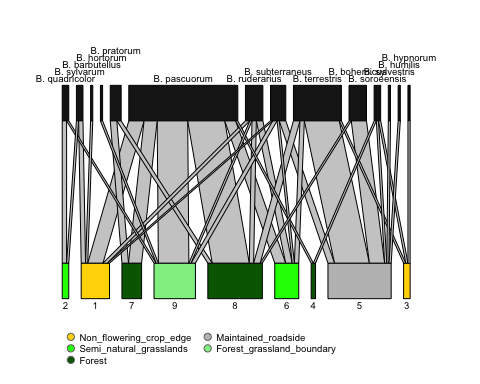 B. pratorum
B. hortorum
B. hypnorum
B. barbutellus
B. humilis
B. sylvarum
B. subterraneus
B. bohemicus
B. sylvestris
B. quadricolor
B. pascuorum
B. ruderarius
B. terrestris
B. soroeensis
2 1 7 9 8 6 4 5 3
Non_flowering_crop_edge
Maintained_roadside
Semi_natural_grasslands
Forest_grassland_boundary
Forest